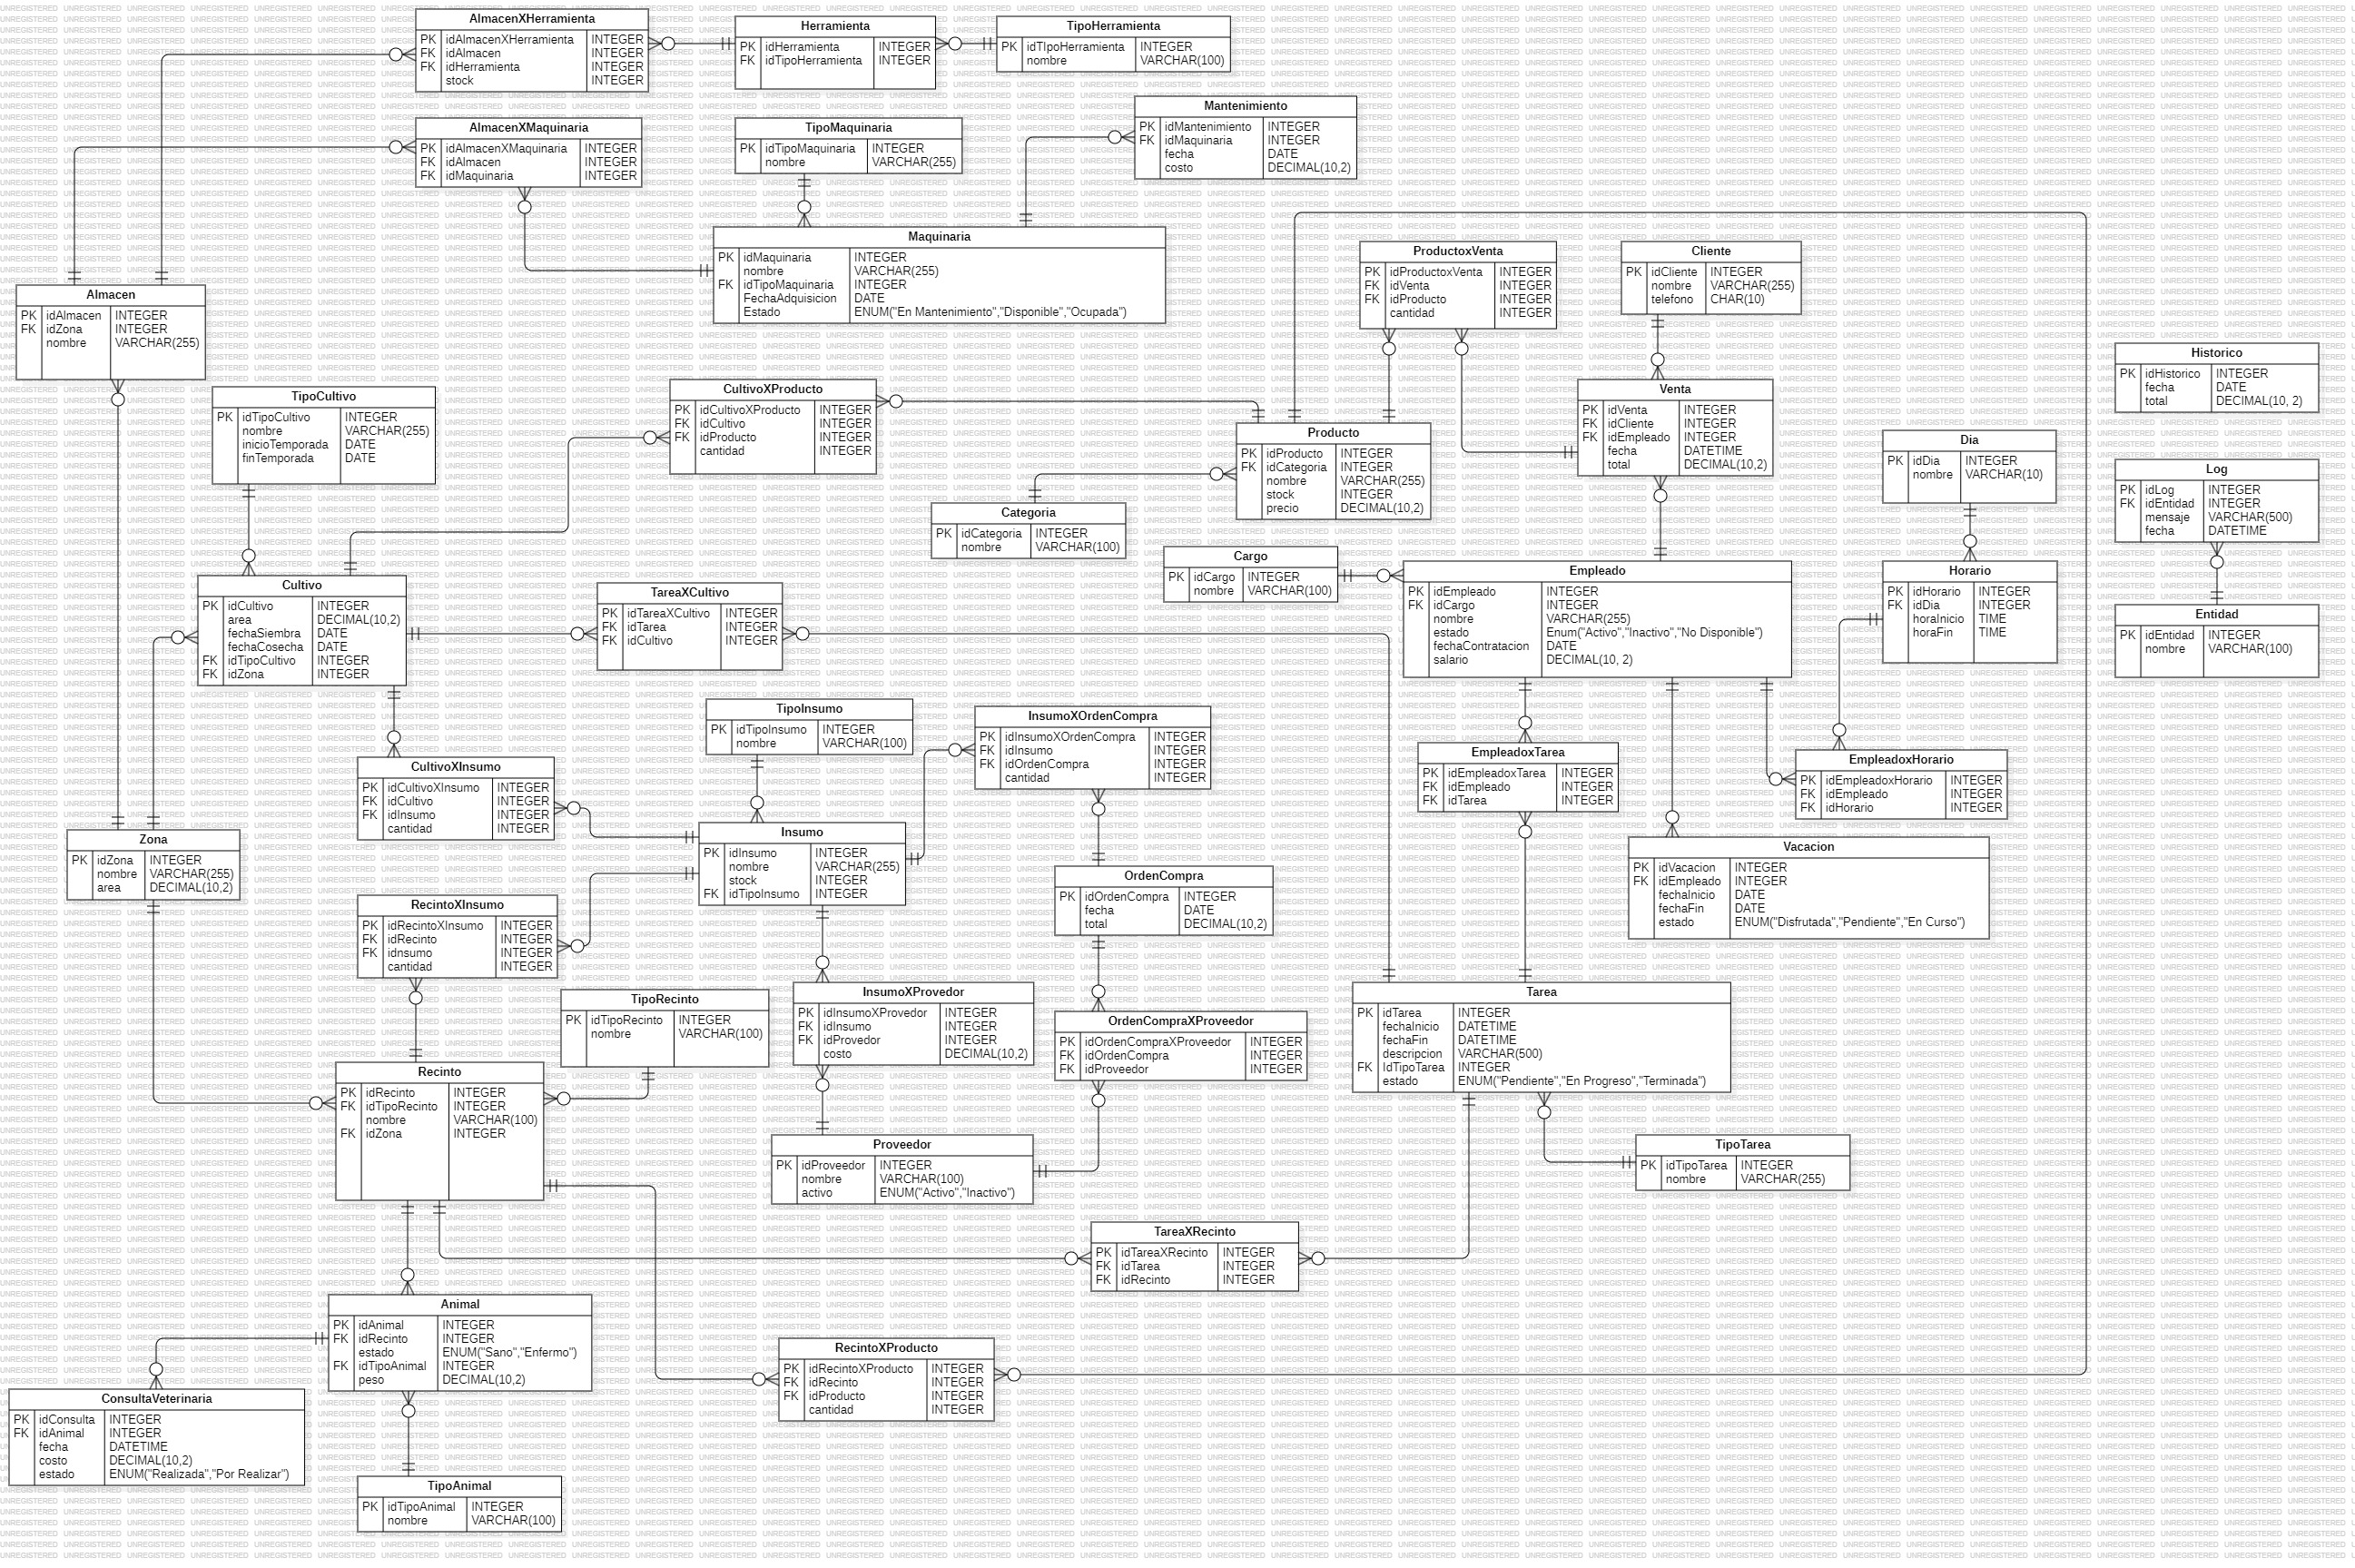 AlmacenXHerramienta
PK idAlmacenXHerramienta INTEGER
FK idAlmacen INTEGER
FK idHerramienta INTEGER
stock INTEGER
Herramienta
PK idHerramienta INTEGER
FK idTipoHerramienta INTEGER
TipoHerramienta
PK idTIpoHerramienta INTEGER
nombre VARCHAR(100)
AlmacenXMaquinaria
PK idAlmacenXMaquinaria INTEGER
FK idAlmacen INTEGER
FK idMaquinaria INTEGER
TipoMaquinaria
PK idTipoMaquinaria INTEGER
nombre VARCHAR(255)
Mantenimiento
PK idMantenimiento INTEGER
FK idMaquinaria INTEGER
fecha DATE
costo DECIMAL(10,2)
Maquinaria
PK idMaquinaria INTEGER
nombre VARCHAR(255)
FK idTipoMaquinaria INTEGER
FechaAdquisicion DATE
Estado ENUM("En Mantenimiento","Disponible","Ocupada")
ProductoxVenta
PK idProductoxVenta INTEGER
FK idVenta INTEGER
FK idProducto INTEGER
cantidad INTEGER
Cliente
PK idCliente INTEGER
nombre VARCHAR(255)
telefono CHAR(10)
Almacen
PK idAlmacen INTEGER
FK idZona INTEGER
nombre VARCHAR(255)
Historico
PK idHistorico INTEGER
fecha DATE
total DECIMAL(10, 2)
TipoCultivo
PK idTipoCultivo INTEGER
nombre VARCHAR(255)
inicioTemporada DATE
finTemporada DATE
CultivoXProducto
PK idCultivoXProducto INTEGER
FK idCultivo INTEGER
FK idProducto INTEGER
cantidad INTEGER
Venta
PK idVenta INTEGER
FK idCliente INTEGER
FK idEmpleado INTEGER
fecha DATETIME
total DECIMAL(10,2)
Producto
PK idProducto INTEGER
FK idCategoria INTEGER
nombre VARCHAR(255)
stock INTEGER
precio DECIMAL(10,2)
Dia
PK idDia INTEGER
nombre VARCHAR(10)
Log
PK idLog INTEGER
FK idEntidad INTEGER
mensaje VARCHAR(500)
fecha DATETIME
Categoria
PK idCategoria INTEGER
nombre VARCHAR(100)
Cargo
PK idCargo INTEGER
nombre VARCHAR(100)
Empleado
PK idEmpleado INTEGER
FK idCargo INTEGER
nombre VARCHAR(255)
estado Enum("Activo","Inactivo","No Disponible")
fechaContratacion DATE
salario DECIMAL(10, 2)
Horario
PK idHorario INTEGER
FK idDia INTEGER
horaInicio TIME
horaFin TIME
Entidad
PK idEntidad INTEGER
nombre VARCHAR(100)
Cultivo
PK idCultivo INTEGER
area DECIMAL(10,2)
fechaSiembra DATE
fechaCosecha DATE
FK idTipoCultivo INTEGER
FK idZona INTEGER
TareaXCultivo
PK idTareaXCultivo INTEGER
FK idTarea INTEGER
FK idCultivo INTEGER
TipoInsumo
PK idTipoInsumo INTEGER
nombre VARCHAR(100)
InsumoXOrdenCompra
PK idInsumoXOrdenCompra INTEGER
FK idInsumo INTEGER
FK idOrdenCompra INTEGER
cantidad INTEGER
EmpleadoxTarea
PK idEmpleadoxTarea INTEGER
FK idEmpleado INTEGER
FK idTarea INTEGER
EmpleadoxHorario
PK idEmpleadoxHorario INTEGER
FK idEmpleado INTEGER
FK idHorario INTEGER
CultivoXInsumo
PK idCultivoXInsumo INTEGER
FK idCultivo INTEGER
FK idInsumo INTEGER
cantidad INTEGER
Zona
PK idZona INTEGER
nombre VARCHAR(255)
area DECIMAL(10,2)
Insumo
PK idInsumo INTEGER
nombre VARCHAR(255)
stock INTEGER
FK idTipoInsumo INTEGER
Vacacion
PK idVacacion INTEGER
FK idEmpleado INTEGER
fechaInicio DATE
fechaFin DATE
estado ENUM("Disfrutada","Pendiente","En Curso")
OrdenCompra
PK idOrdenCompra INTEGER
fecha DATE
total DECIMAL(10,2)
RecintoXInsumo
PK idRecintoXInsumo INTEGER
FK idRecinto INTEGER
FK idnsumo INTEGER
cantidad INTEGER
TipoRecinto
PK idTipoRecinto INTEGER
nombre VARCHAR(100)
InsumoXProvedor
PK idInsumoXProvedor INTEGER
FK idInsumo INTEGER
FK idProvedor INTEGER
costo DECIMAL(10,2)
OrdenCompraXProveedor
PK idOrdenCompraXProveedor INTEGER
FK idOrdenCompra INTEGER
FK idProveedor INTEGER
Tarea
PK idTarea INTEGER
fechaInicio DATETIME
fechaFin DATETIME
descripcion VARCHAR(500)
FK IdTipoTarea INTEGER
estado ENUM("Pendiente","En Progreso","Terminada")
Recinto
PK idRecinto INTEGER
FK idTipoRecinto INTEGER
nombre VARCHAR(100)
FK idZona INTEGER
Proveedor
PK idProveedor INTEGER
nombre VARCHAR(100)
activo ENUM("Activo","Inactivo")
TipoTarea
PK idTipoTarea INTEGER
nombre VARCHAR(255)
TareaXRecinto
PK idTareaXRecinto INTEGER
FK idTarea INTEGER
FK idRecinto INTEGER
Animal
PK idAnimal INTEGER
FK idRecinto INTEGER
estado ENUM("Sano","Enfermo")
FK idTipoAnimal INTEGER
peso DECIMAL(10,2)
RecintoXProducto
PK idRecintoXProducto INTEGER
FK idRecinto INTEGER
FK idProducto INTEGER
cantidad INTEGER
ConsultaVeterinaria
PK idConsulta INTEGER
FK idAnimal INTEGER
fecha DATETIME
costo DECIMAL(10,2)
estado ENUM("Realizada","Por Realizar")
TipoAnimal
PK idTipoAnimal INTEGER
nombre VARCHAR(100)
UNREGISTERED